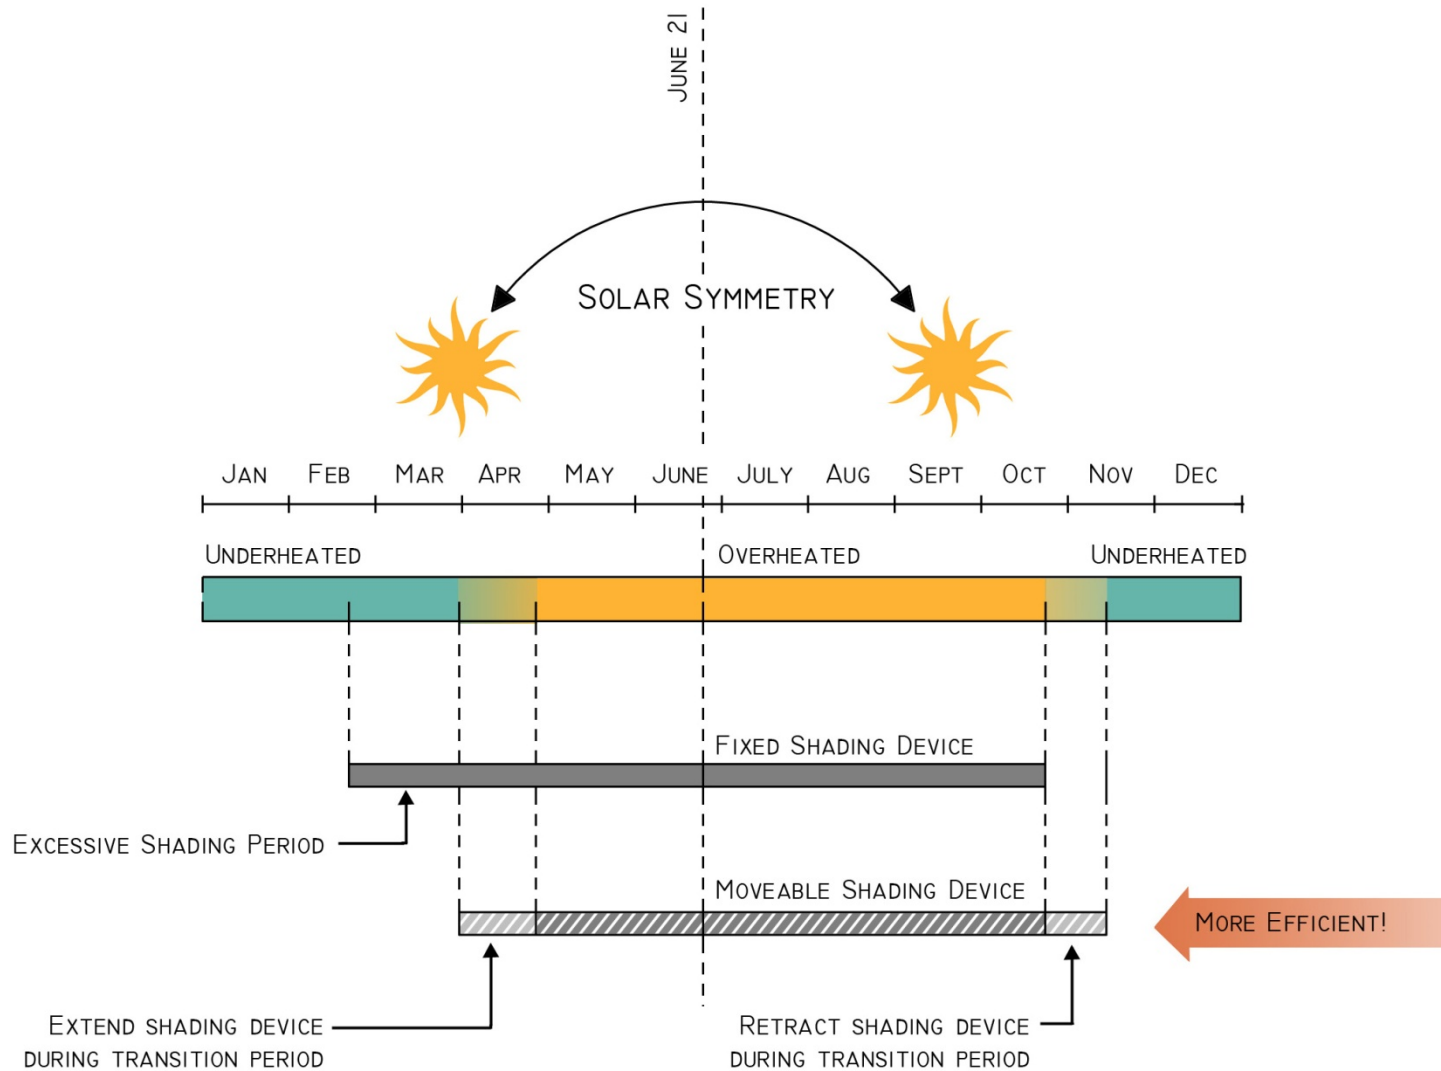 JUNE 21
SOLAR SYMMETRY
JAN FEB MAR APR MAY JUNE JULY AUG SEPT OCT NOV DEC
UNDERHEATED OVERHEATED UNDERHEATED
FIXED SHADING DEVICE
EXCESSIVE SHADING PERIOD
MOVEABLE SHADING DEVICE
MORE EFFICIENT!
EXTEND SHADING DEVICE
DURING TRANSITION PERIOD
RETRACT SHADING DEVICE
DURING TRANSITION PERIOD